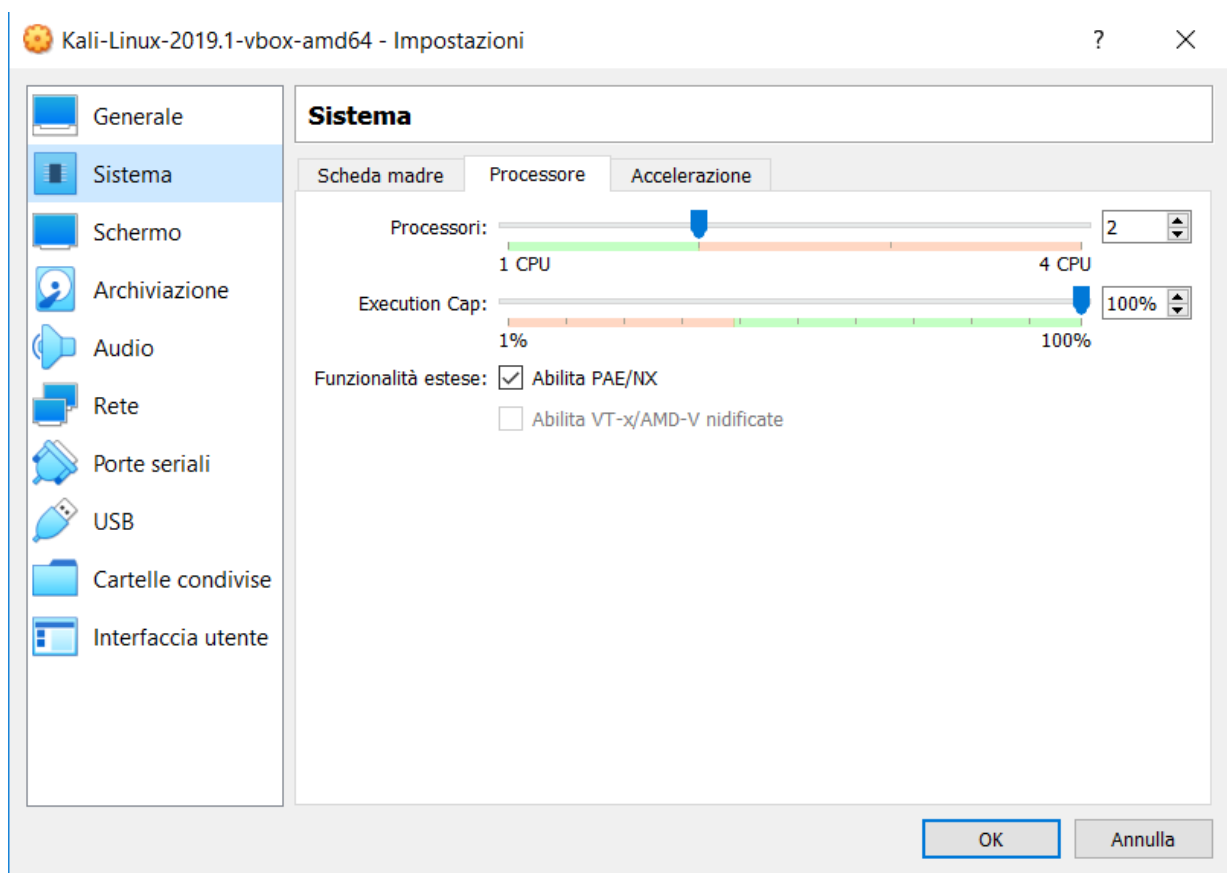 Kali-Linux-2019.1-vbox-amd64 - Impostazioni ?
Generale
Sistema
Schermo
Archiviazione
Audio
Rete
Porte seriali
USB
Cartelle condivise
Interfaccia utente
Sistema
Scheda madre Processore Accelerazione
Processori: 2
1 CPU 4 CPU
Execution Cap: 100%
1% 100%
Funzionalità estese: Abilita PAE/NX
Abilita VT-x/AMD-V nidificate
OK Annulla